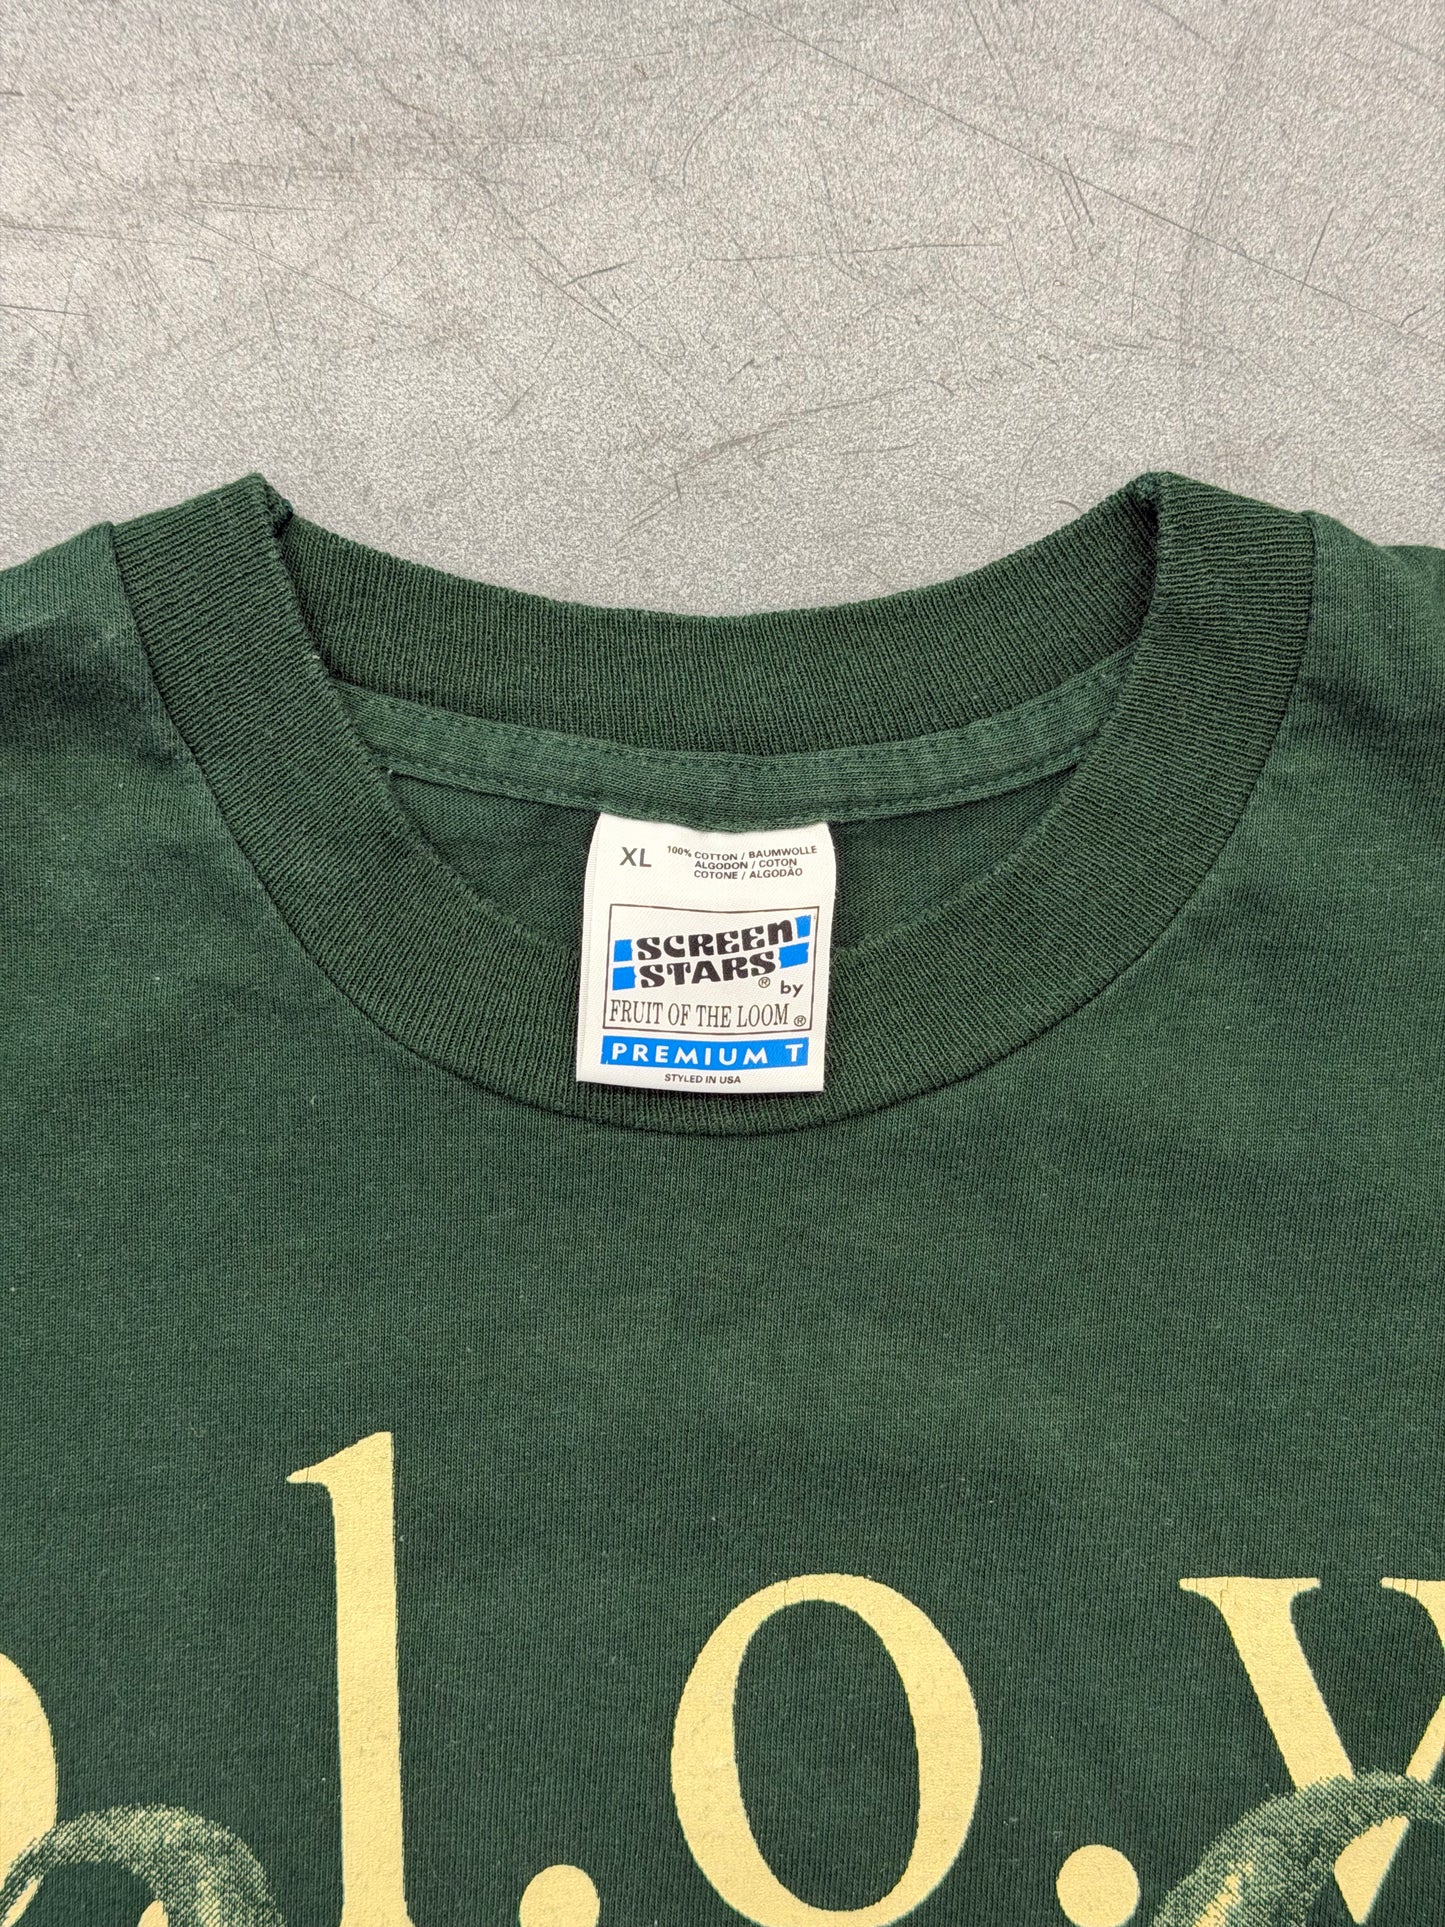 XL
100% COTTON / BAUMWOLLE
ALGODON / COTON
COTONE / ALGODÃO
SCREEN
STARS® by
FRUIT OF THE LOOM®
PREMIUM T
STYLED IN USA
l.o.v